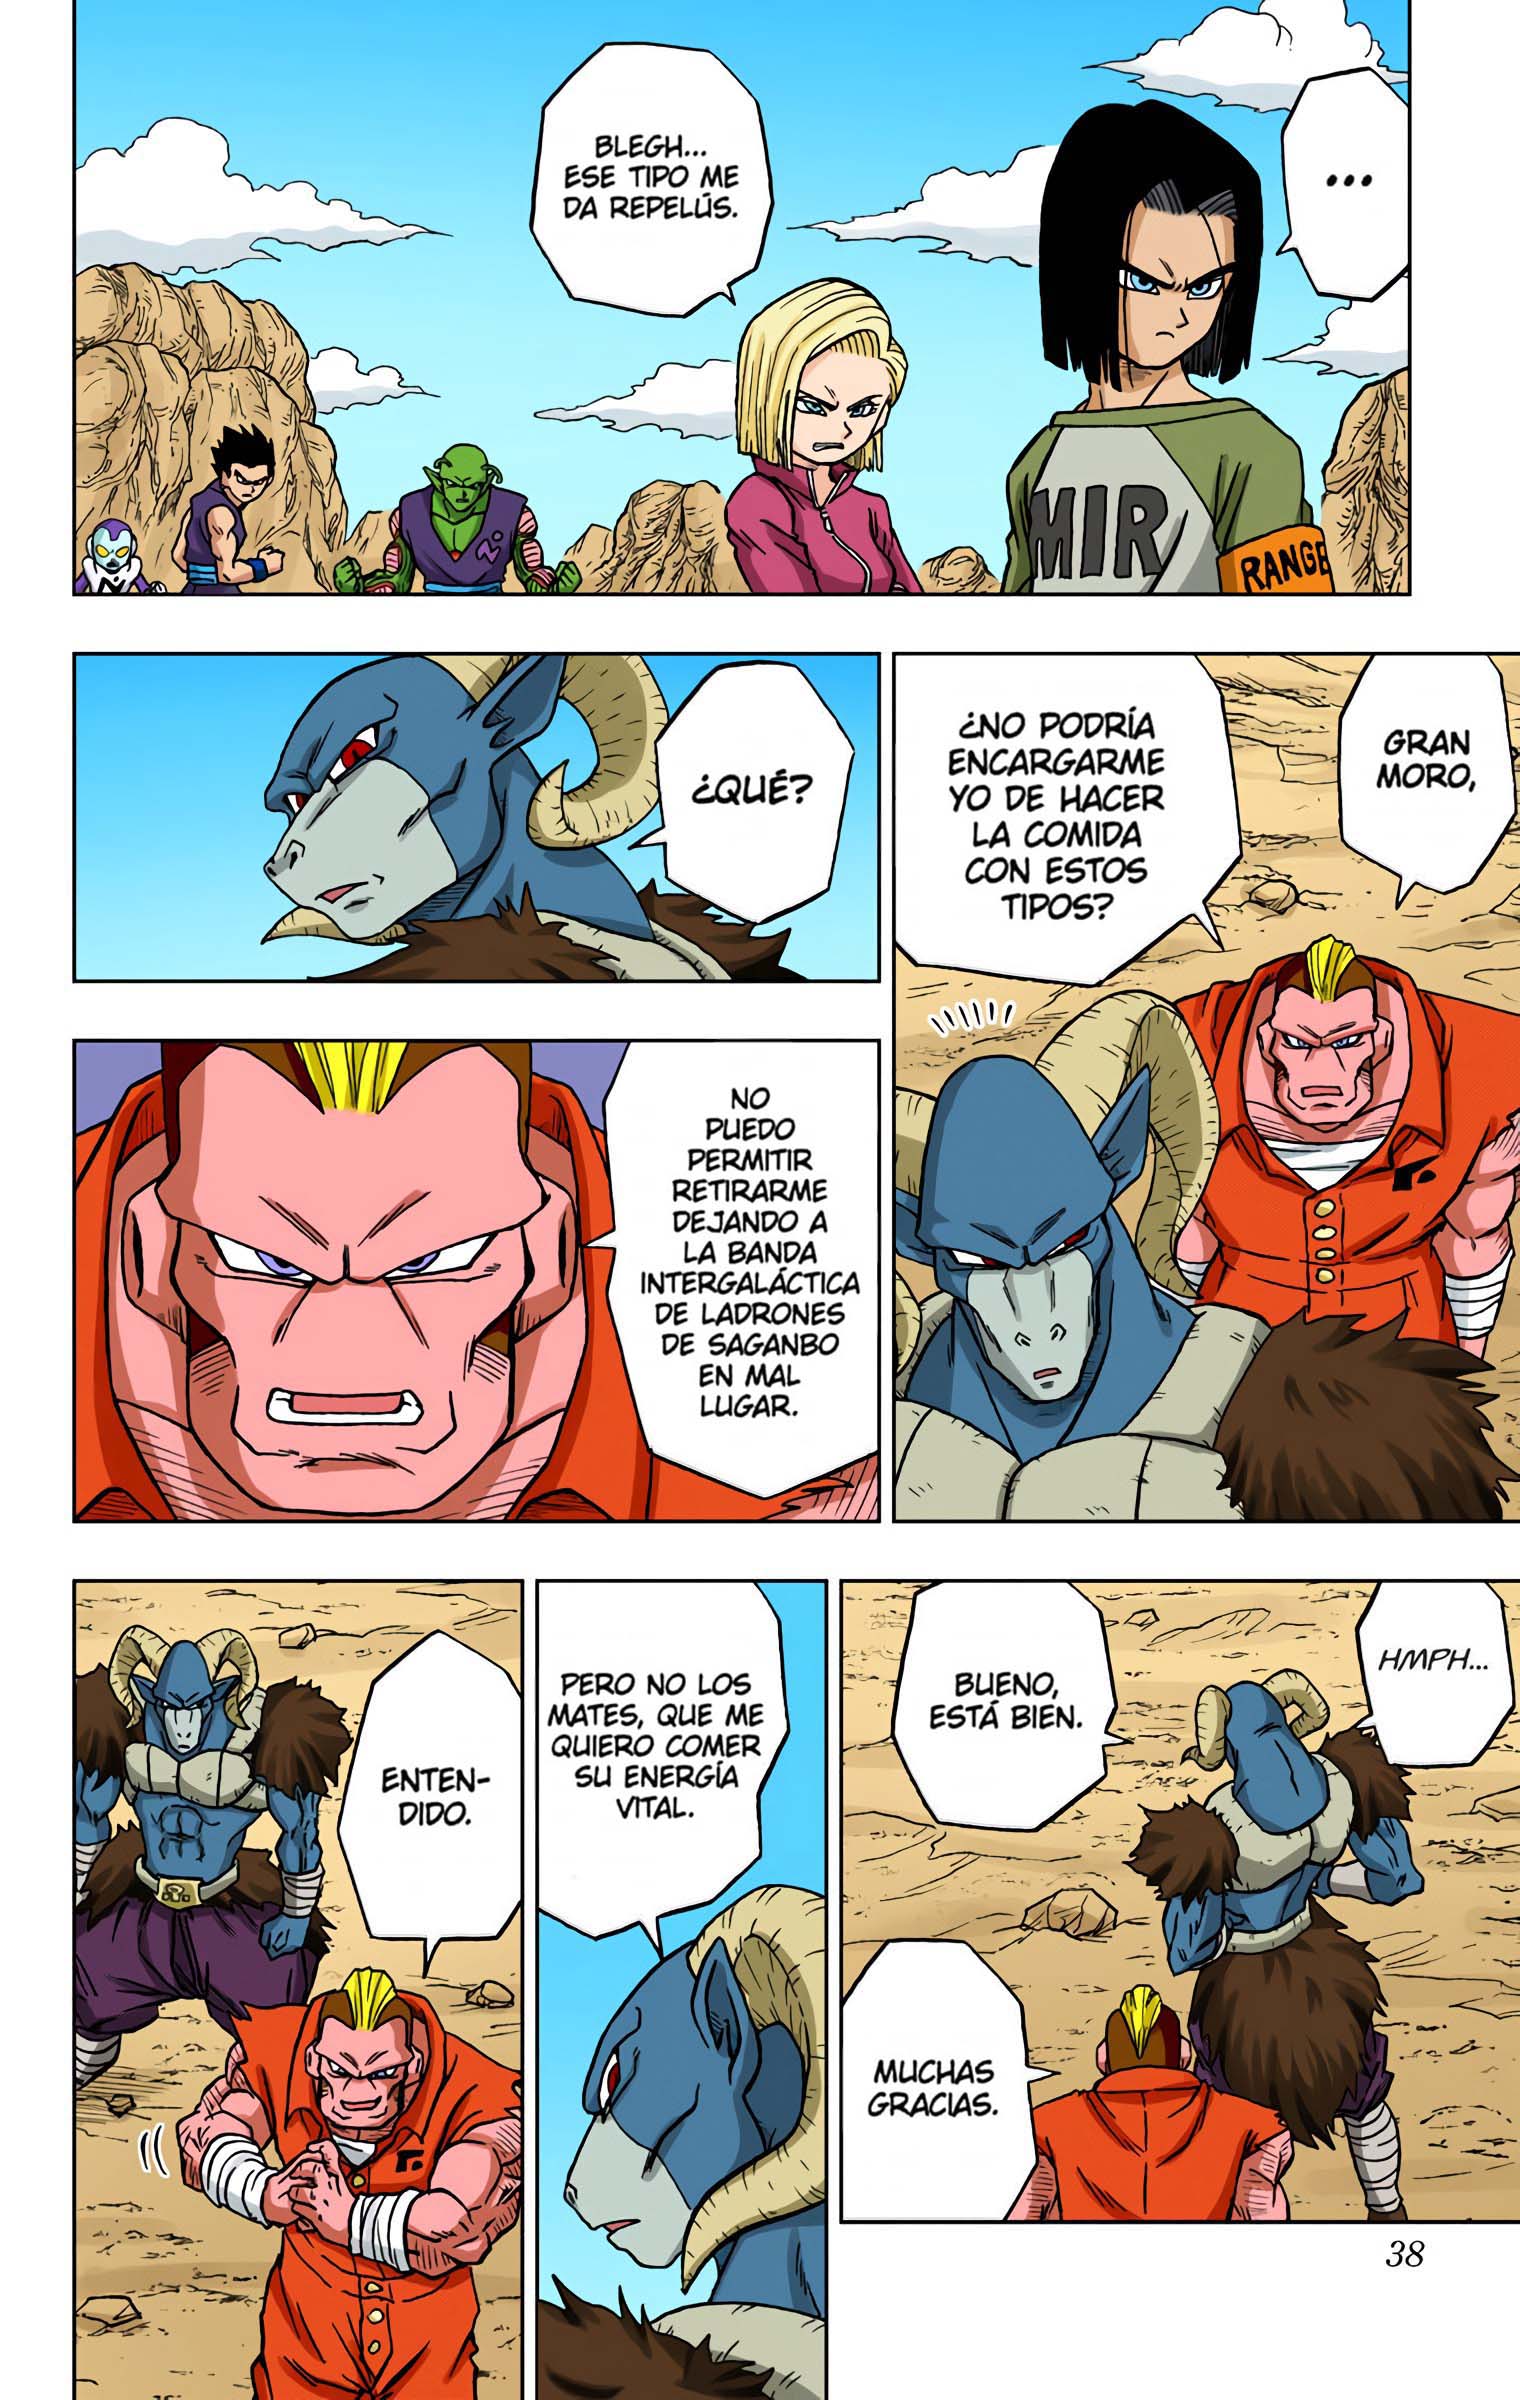 ...
BLEGH...
ESE TIPO ME
DA REPELÚS.
MIR
RANGE
GRAN
MORO,
¿NO PODRÍA
ENCARGARME
YO DE HACER
LA COMIDA
CON ESTOS
TIPOS?
¿QUÉ?
NO
PUEDO
PERMITIR
RETIRARME
DEJANDO A
LA BANDA
INTERGALÁCTICA
DE LADRONES
DE SAGANBO
EN MAL
LUGAR.
HMPH...
BUENO,
ESTÁ BIEN.
MUCHAS
GRACIAS.
PERO NO LOS
MATES, QUE ME
QUIERO COMER
SU ENERGÍA
VITAL.
ENTEN-
DIDO.
38